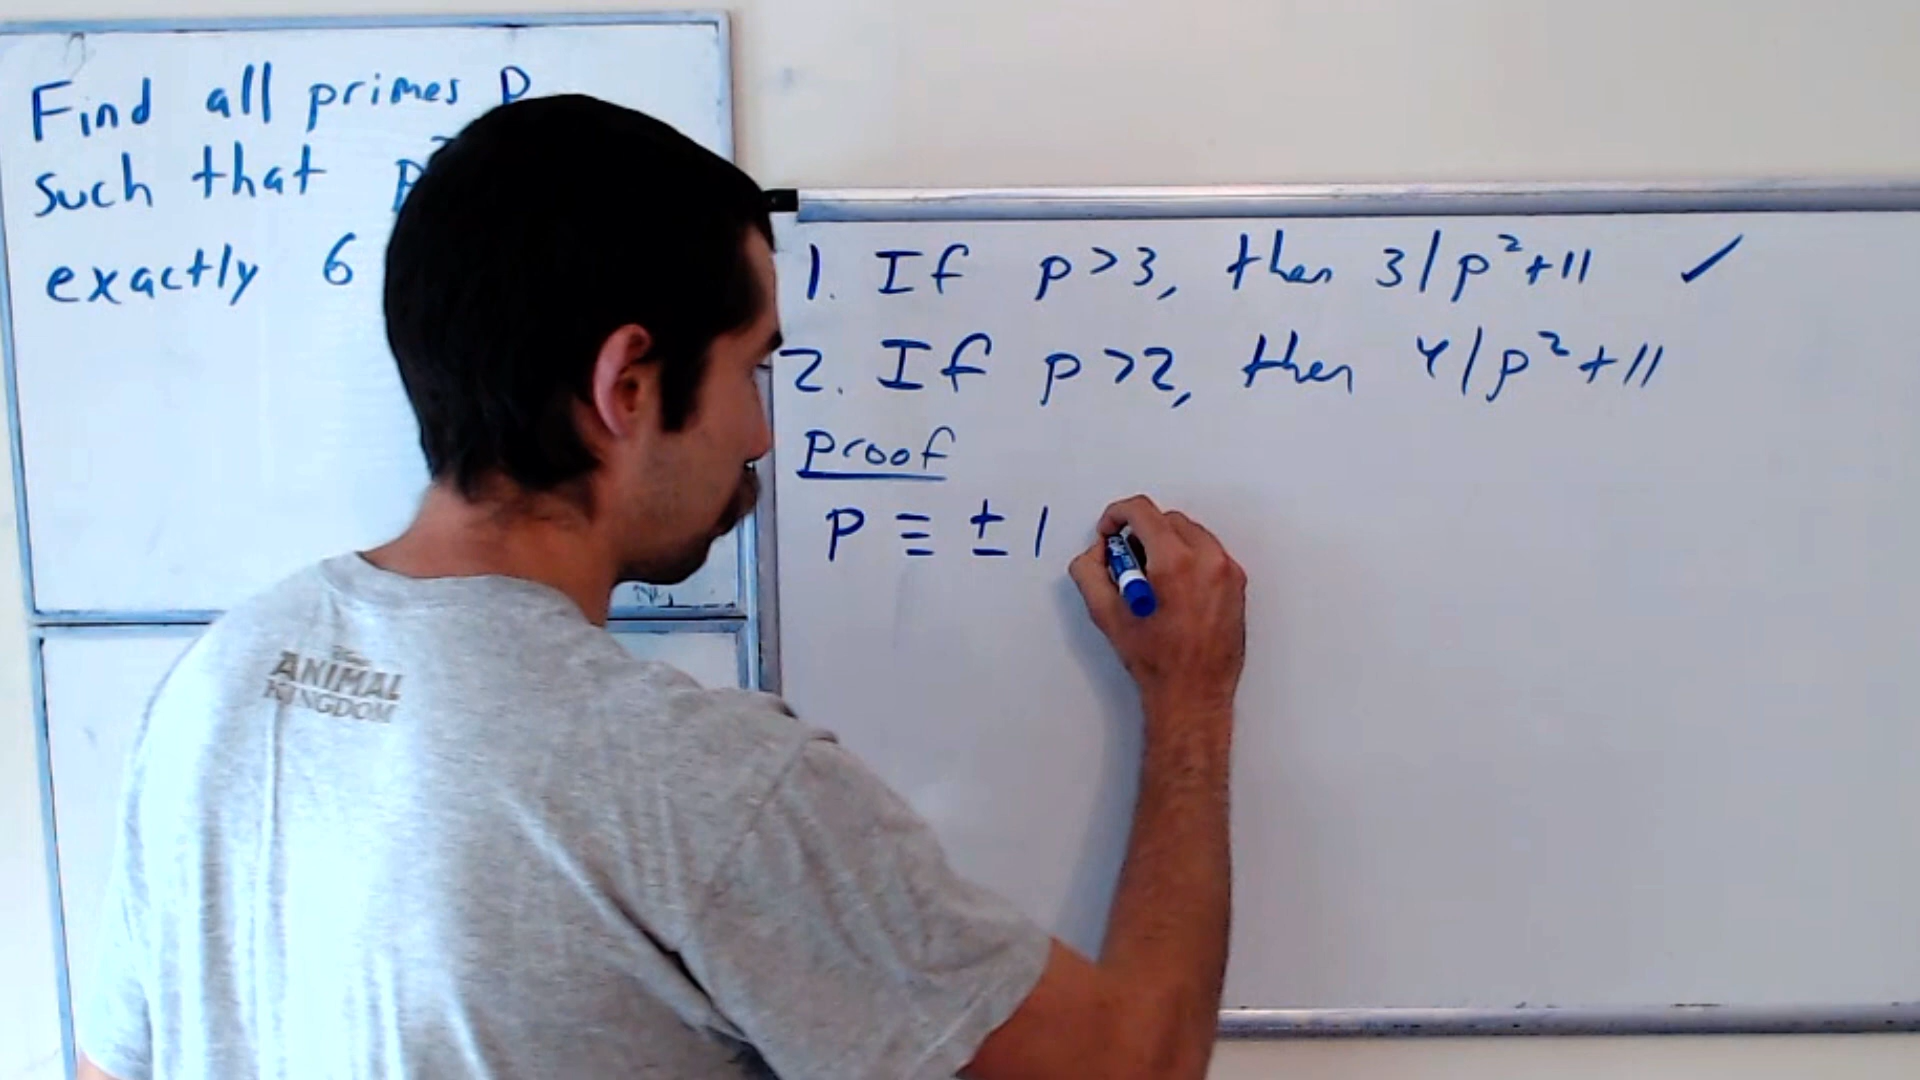 Find all primes p
such that p
exactly 6
1. If p>3, then 3/p²+11 ✓
2. If p>2, then 4/p²+11
proof
p ≡ ±1
ANIMAL
KINGDOM